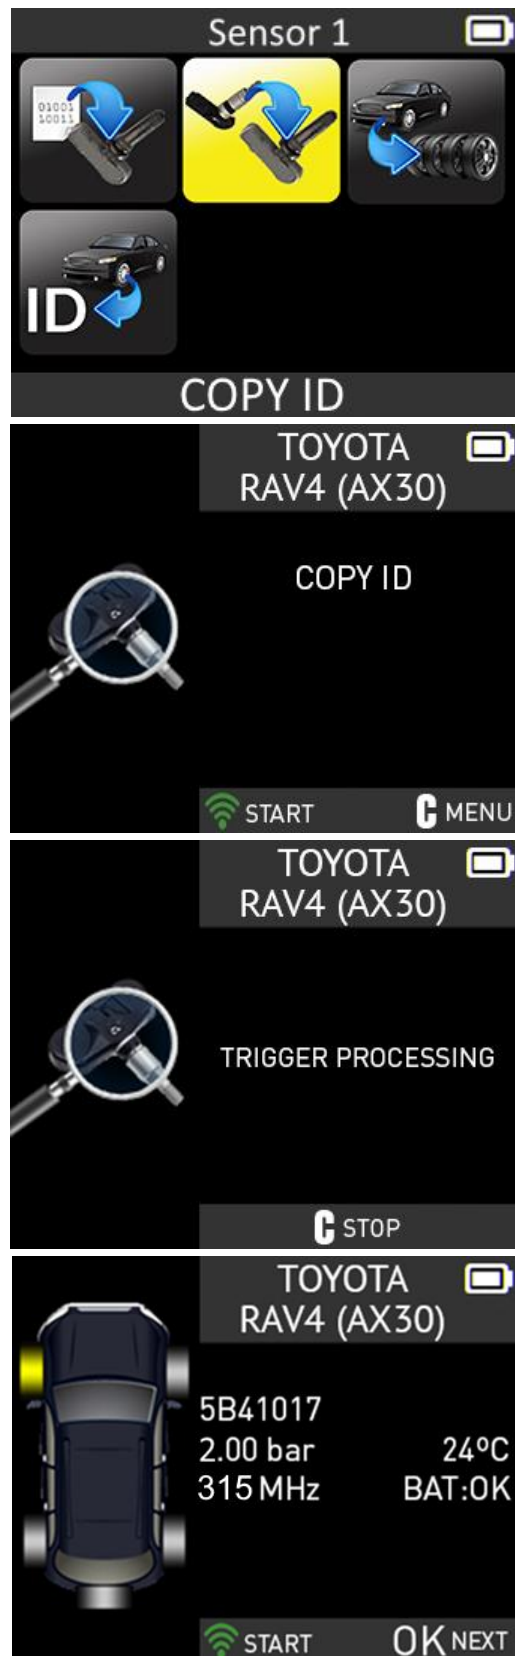 Sensor 1
01001
10011
ID
COPY ID
TOYOTA
RAV4 (AX30)
COPY ID
START C MENU
TOYOTA
RAV4 (AX30)
TRIGGER PROCESSING
C STOP
TOYOTA
RAV4 (AX30)
5B41017
2.00 bar 24ºC
315 MHz BAT:OK
START OK NEXT